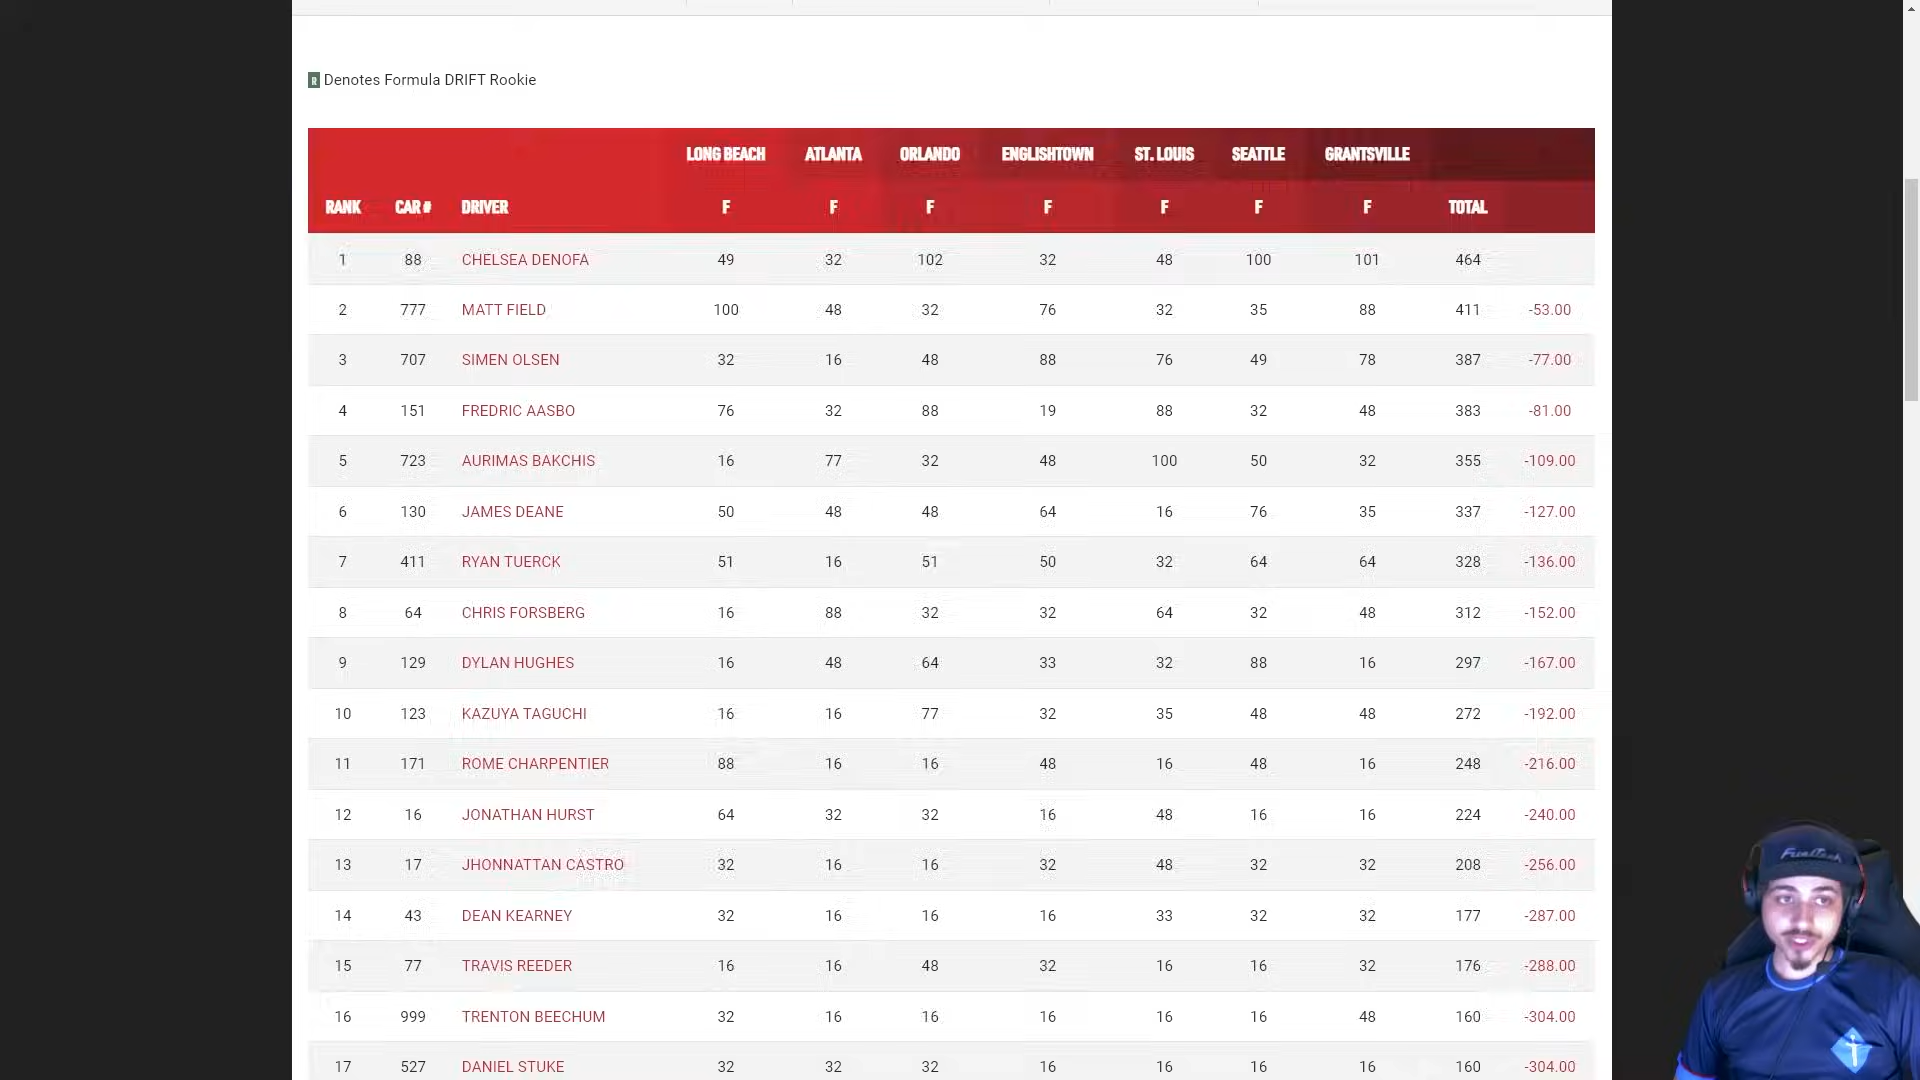 R Denotes Formula DRIFT Rookie
LONG BEACH ATLANTA ORLANDO ENGLISHTOWN ST. LOUIS SEATTLE GRANTSVILLE
RANK CAR # DRIVER F F F F F F F TOTAL
1 88 CHELSEA DENOFA 49 32 102 32 48 100 101 464
2 777 MATT FIELD 100 48 32 76 32 35 88 411 -53.00
3 707 SIMEN OLSEN 32 16 48 88 76 49 78 387 -77.00
4 151 FREDRIC AASBO 76 32 88 19 88 32 48 383 -81.00
5 723 AURIMAS BAKCHIS 16 77 32 48 100 50 32 355 -109.00
6 130 JAMES DEANE 50 48 48 64 16 76 35 337 -127.00
7 411 RYAN TUERCK 51 16 51 50 32 64 64 328 -136.00
8 64 CHRIS FORSBERG 16 88 32 32 64 32 48 312 -152.00
9 129 DYLAN HUGHES 16 48 64 33 32 88 16 297 -167.00
10 123 KAZUYA TAGUCHI 16 16 77 32 35 48 48 272 -192.00
11 171 ROME CHARPENTIER 88 16 16 48 16 48 16 248 -216.00
12 16 JONATHAN HURST 64 32 32 16 48 16 16 224 -240.00
13 17 JHONNATTAN CASTRO 32 16 16 32 48 32 32 208 -256.00
14 43 DEAN KEARNEY 32 16 16 16 33 32 32 177 -287.00
15 77 TRAVIS REEDER 16 16 48 32 16 16 32 176 -288.00
16 999 TRENTON BEECHUM 32 16 16 16 16 16 48 160 -304.00
17 527 DANIEL STUKE 32 32 32 16 16 16 16 160 -304.00